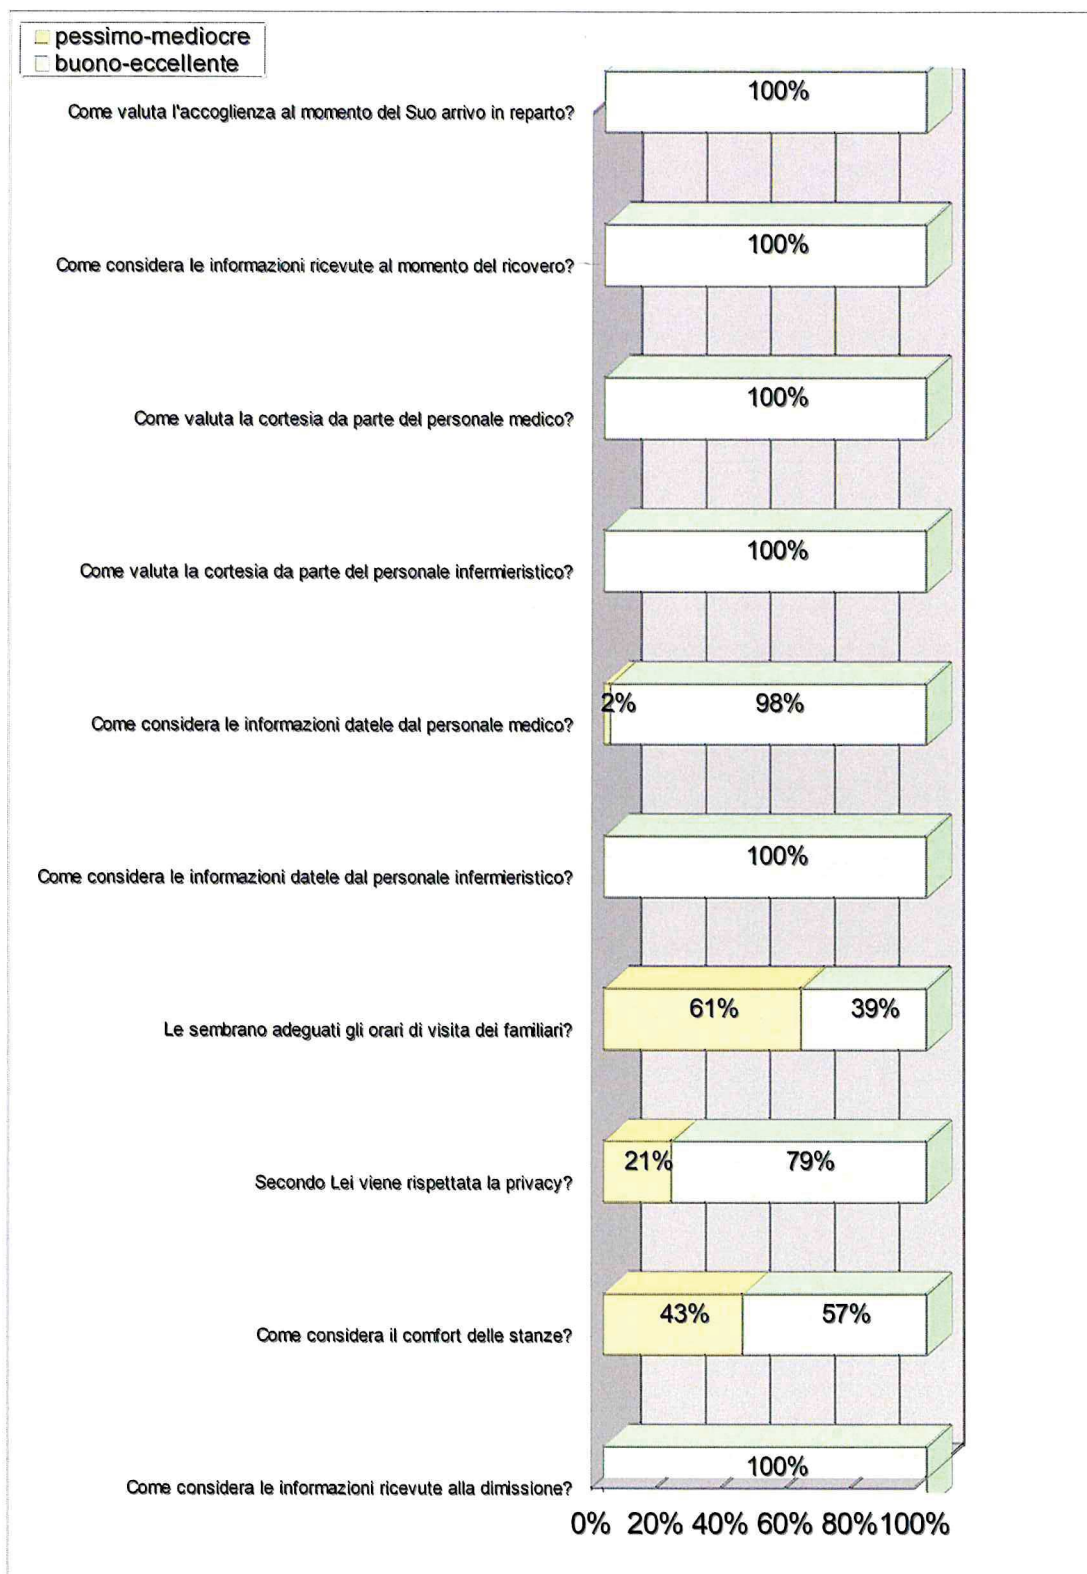 pessimo-mediocre
buono-eccellente
Come valuta l'accoglienza al momento del Suo arrivo in reparto?
100%
Come considera le informazioni ricevute al momento del ricovero?
100%
Come valuta la cortesia da parte del personale medico?
100%
Come valuta la cortesia da parte del personale infermieristico?
100%
Come considera le informazioni datele dal personale medico?
2% 98%
Come considera le informazioni datele dal personale infermieristico?
100%
Le sembrano adeguati gli orari di visita dei familiari?
61% 39%
Secondo Lei viene rispettata la privacy?
21% 79%
Come considera il comfort delle stanze?
43% 57%
Come considera le informazioni ricevute alla dimissione?
100%
0% 20% 40% 60% 80% 100%